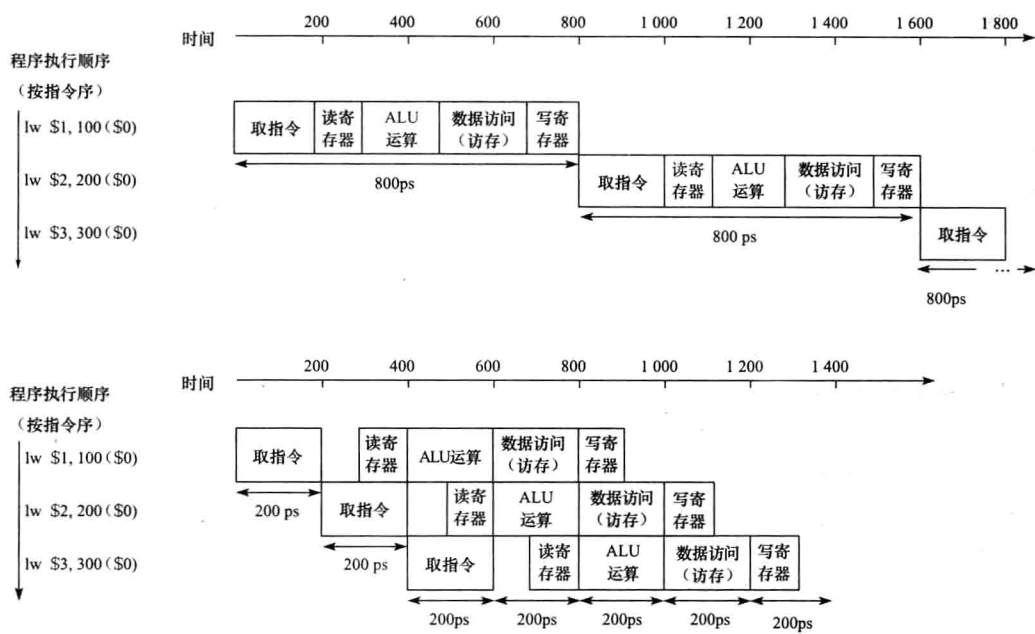 200 400 600 800 1 000 1 200 1 400 1 600 1 800
时间
程序执行顺序
(按指令序)
lw $1, 100($0)
取指令 读寄存器 ALU运算 数据访问(访存) 写寄存器
800ps
lw $2, 200($0)
取指令 读寄存器 ALU运算 数据访问(访存) 写寄存器
800 ps
lw $3, 300($0)
取指令
...
800ps
200 400 600 800 1 000 1 200 1 400
时间
程序执行顺序
(按指令序)
lw $1, 100($0)
取指令 读寄存器 ALU运算 数据访问(访存) 写寄存器
200 ps
lw $2, 200($0)
取指令 读寄存器 ALU运算 数据访问(访存) 写寄存器
200 ps
lw $3, 300($0)
取指令 读寄存器 ALU运算 数据访问(访存) 写寄存器
200ps 200ps 200ps 200ps 200ps